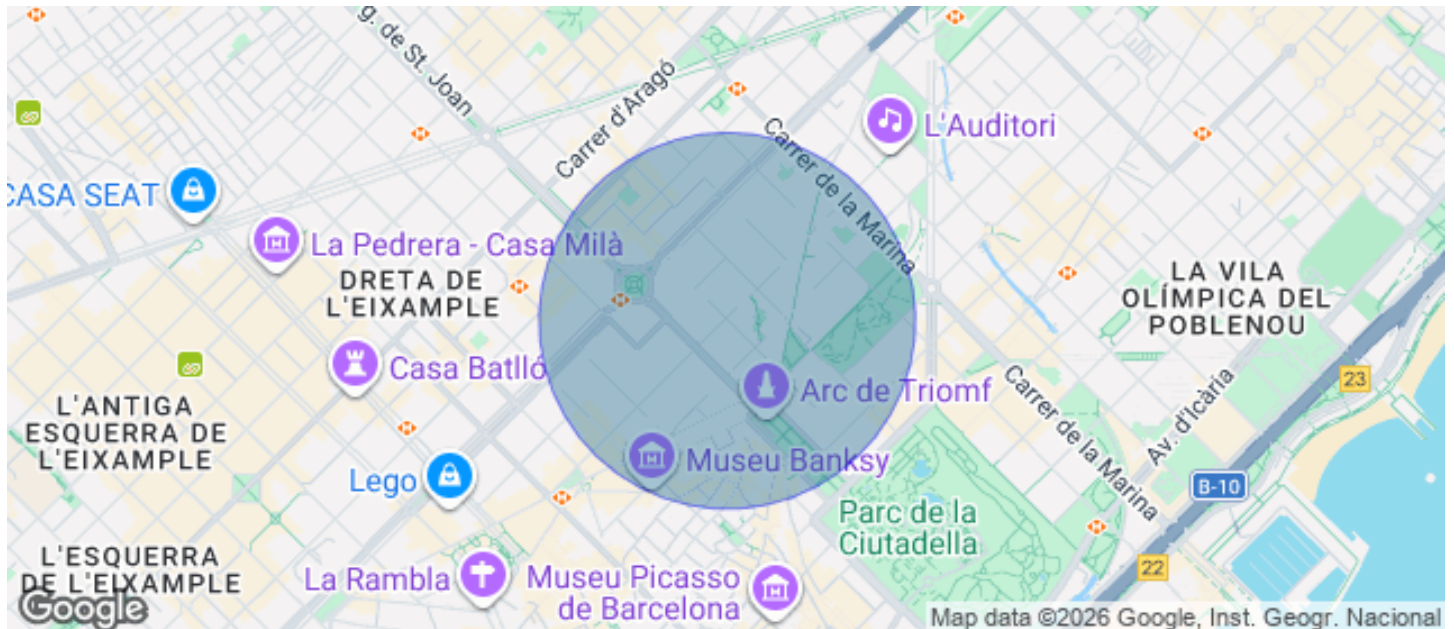 g. de St. Joan
Carrer d'Aragó
Carrer de la Marina
L'Auditori
CASA SEAT
La Pedrera - Casa Milà
DRETA DE
L'EIXAMPLE
LA VILA
OLÍMPICA DEL
POBLENOU
Casa Batlló
Arc de Triomf
Carrer de la Marina
Av. d'Icària
23
L'ANTIGA
ESQUERRA DE
L'EIXAMPLE
Lego
Museu Banksy
B-10
Parc de la
Ciutadella
L'ESQUERRA
DE L'EIXAMPLE
La Rambla
Museu Picasso
de Barcelona
22
Google
Map data ©2026 Google, Inst. Geogr. Nacional